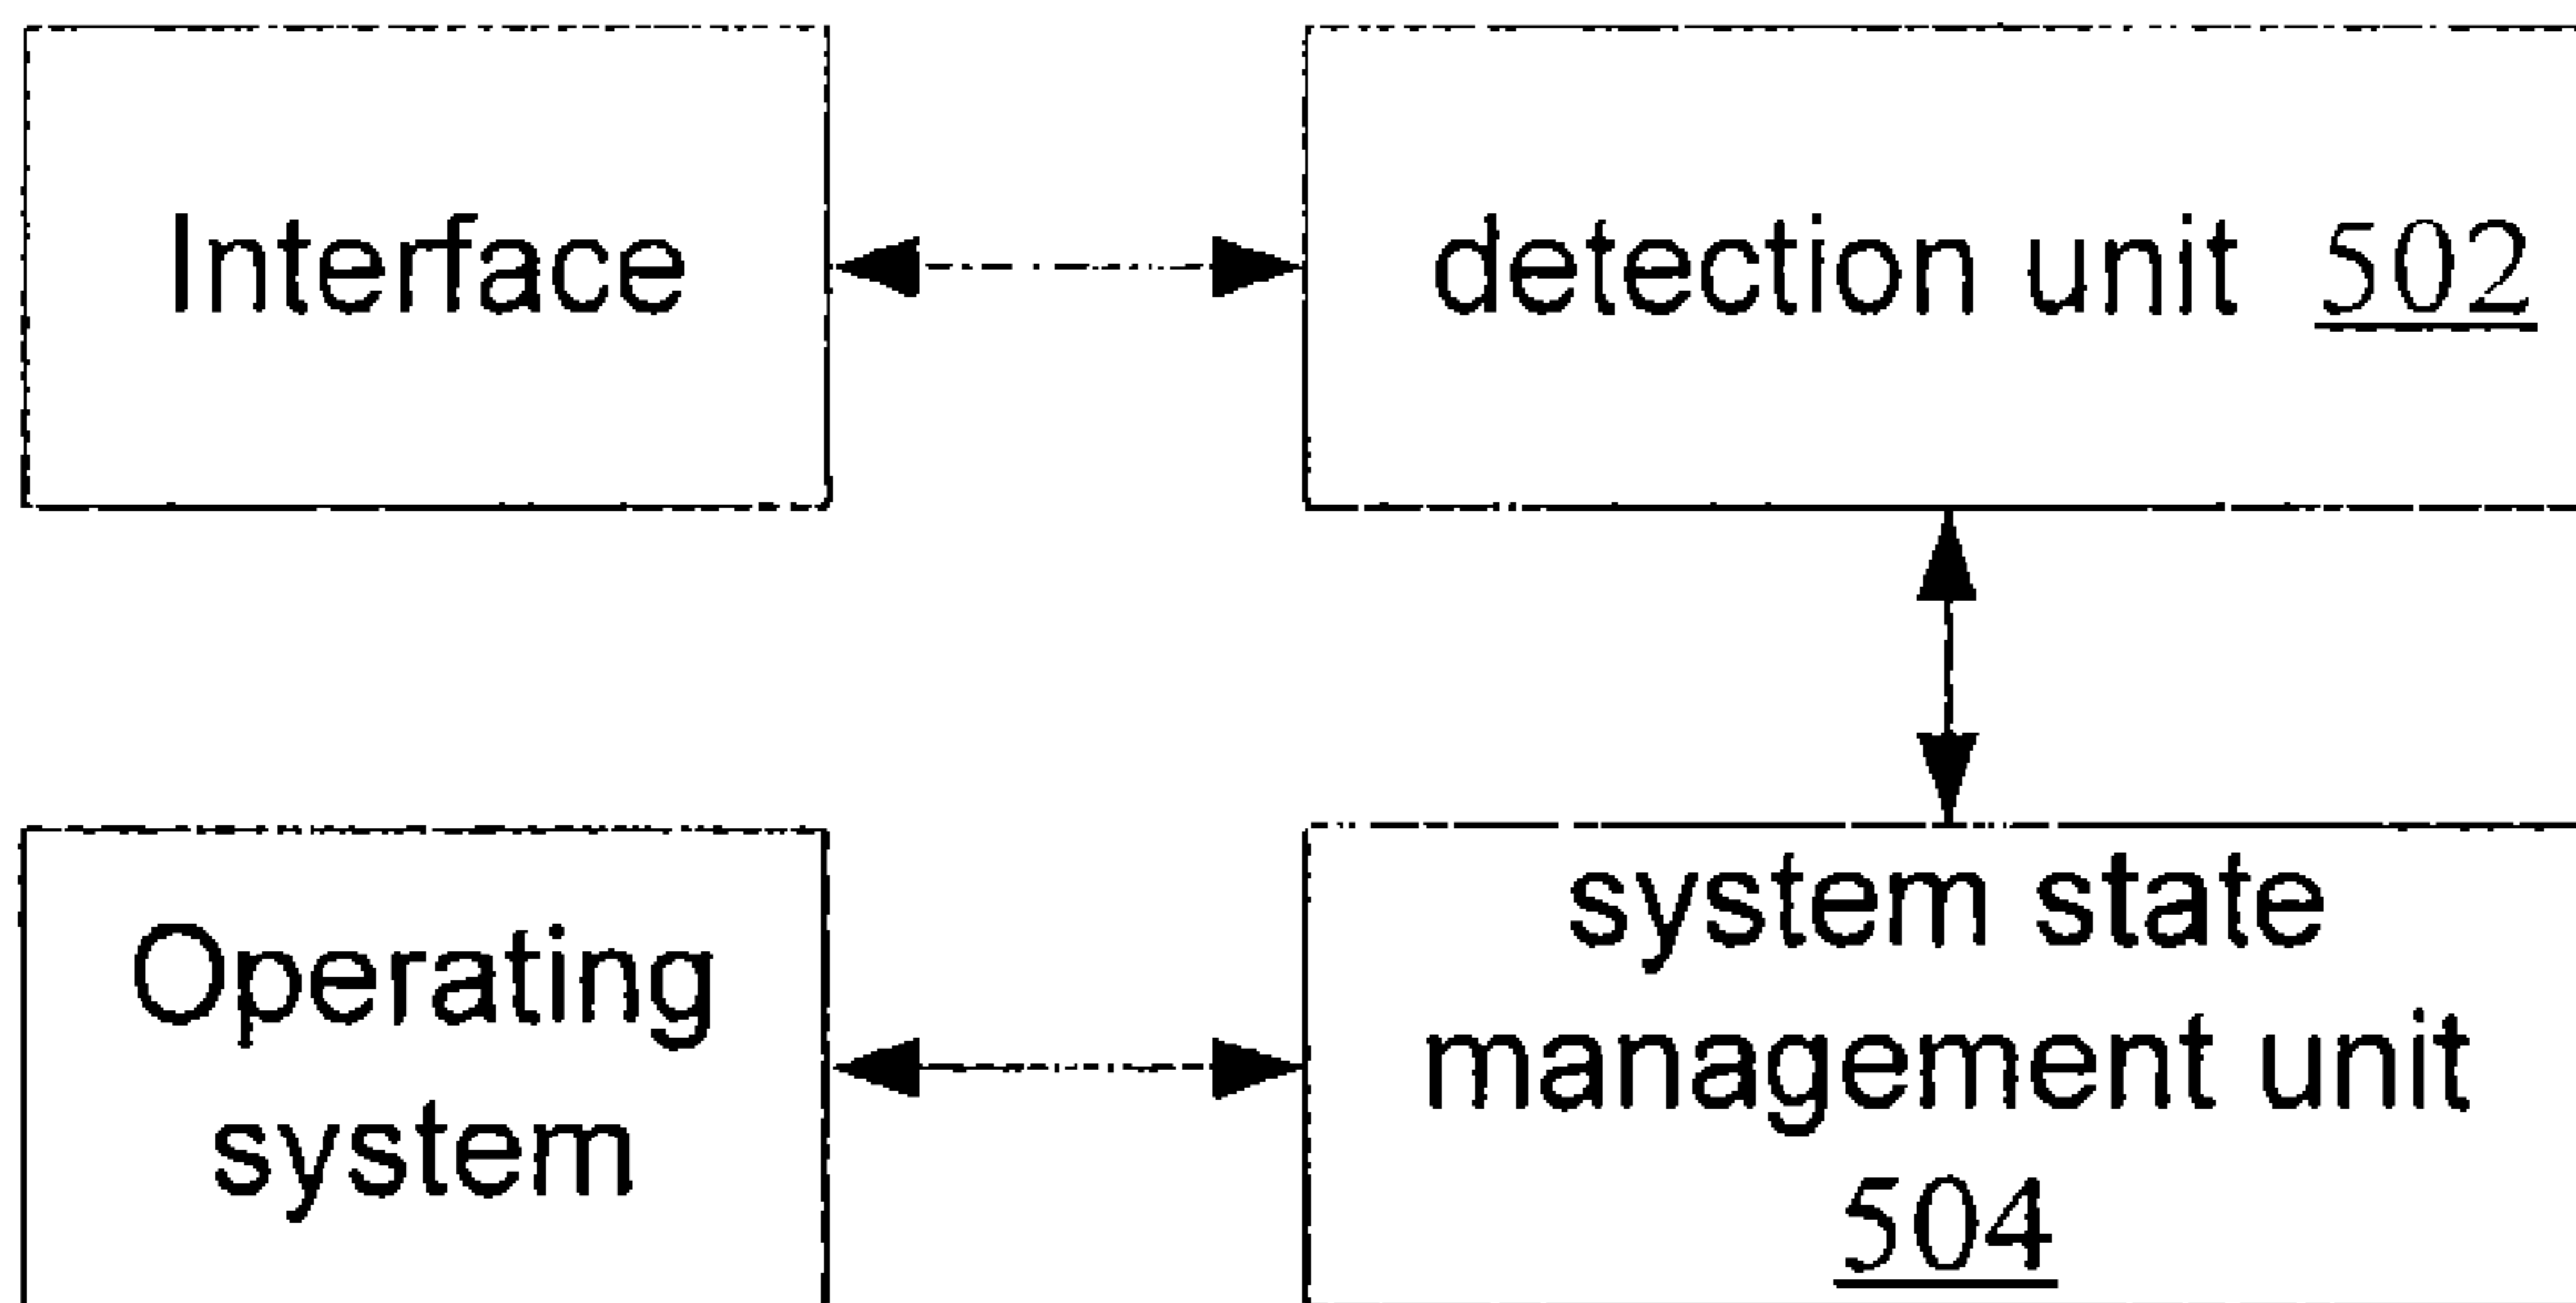 Interface
detection unit 502
Operating
system
system state
management unit
504